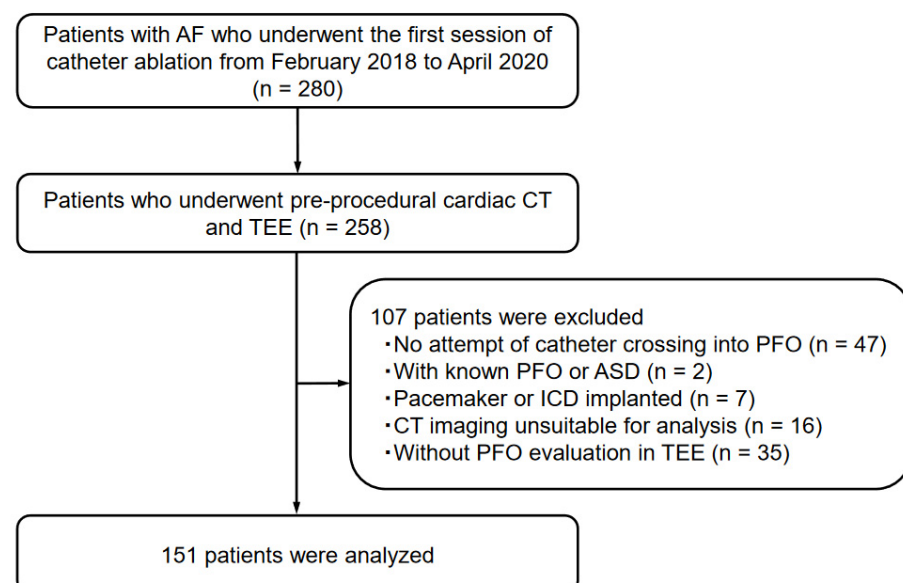 Patients with AF who underwent the first session of
catheter ablation from February 2018 to April 2020
(n = 280)
Patients who underwent pre-procedural cardiac CT
and TEE (n = 258)
107 patients were excluded
・No attempt of catheter crossing into PFO (n = 47)
・With known PFO or ASD (n = 2)
・Pacemaker or ICD implanted (n = 7)
・CT imaging unsuitable for analysis (n = 16)
・Without PFO evaluation in TEE (n = 35)
151 patients were analyzed